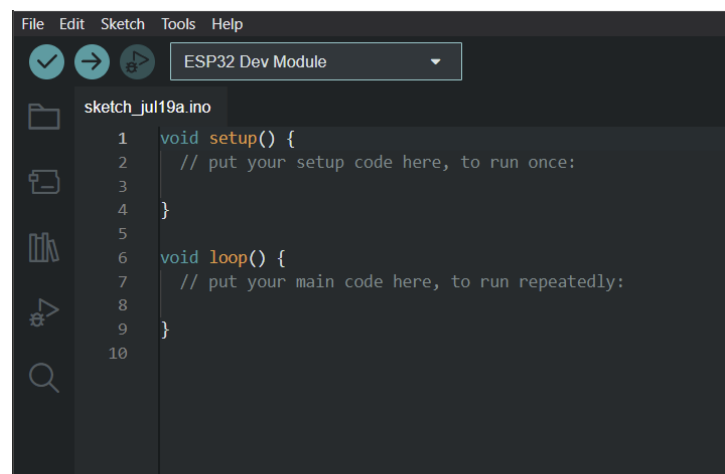 File Edit Sketch Tools Help
ESP32 Dev Module
sketch_jul19a.ino
1 void setup() {
2 // put your setup code here, to run once:
3
4 }
5
6 void loop() {
7 // put your main code here, to run repeatedly:
8
9 }
10